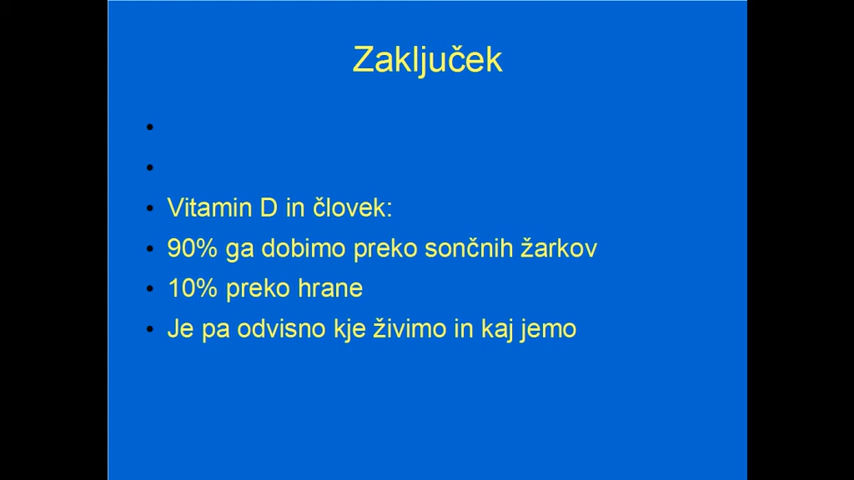 Zaključek
•
•
• Vitamin D in človek:
• 90% ga dobimo preko sončnih žarkov
• 10% preko hrane
• Je pa odvisno kje živimo in kaj jemo